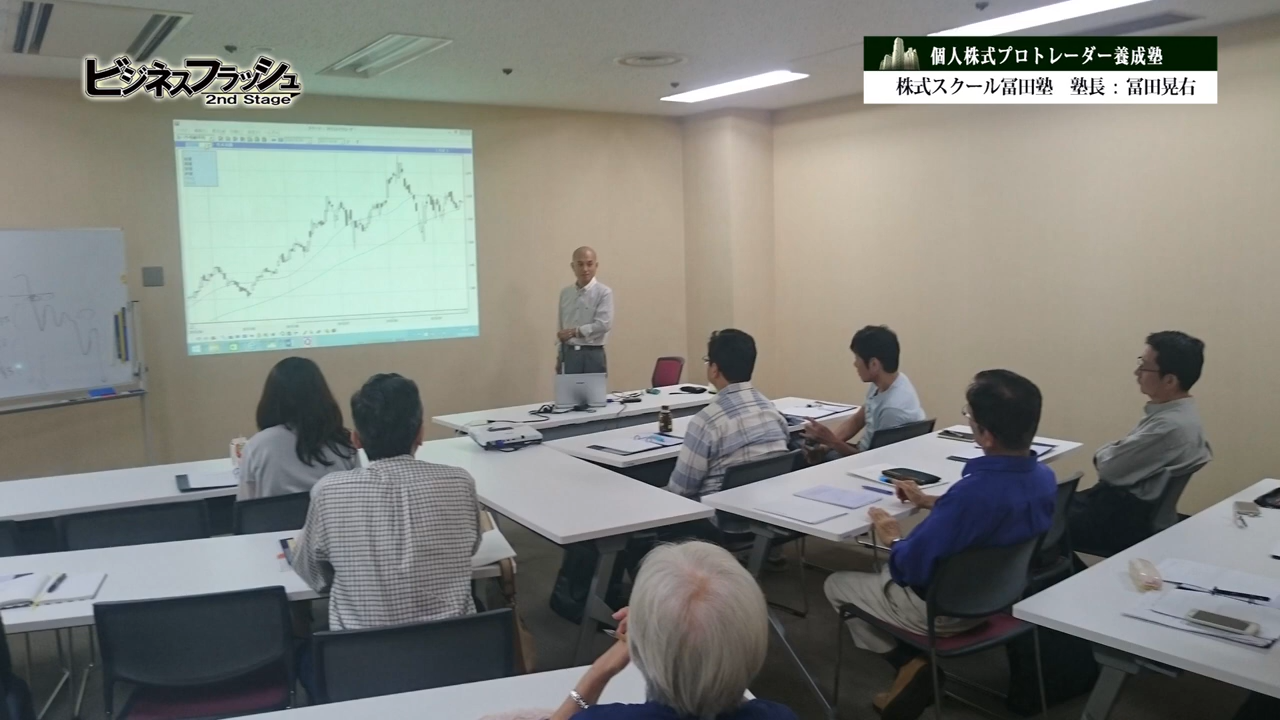 ビジネスフラッシュ
2nd Stage
個人株式プロトレーダー養成塾
株式スクール冨田塾　塾長：冨田晃右